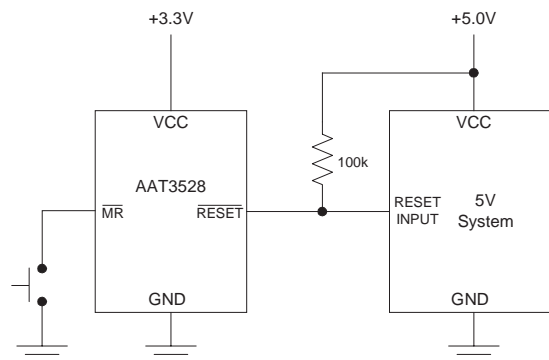 +3.3V
+5.0V
VCC
VCC
100k
AAT3528
MR
RESET
RESET
INPUT
5V
System
GND
GND